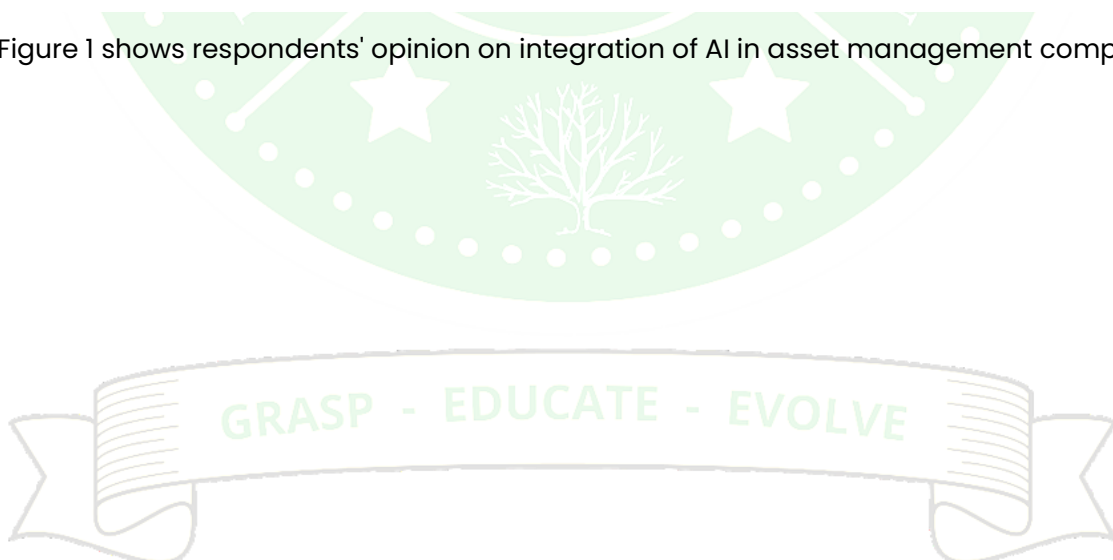 Figure 1 shows respondents' opinion on integration of AI in asset management comp
GRASP - EDUCATE - EVOLVE